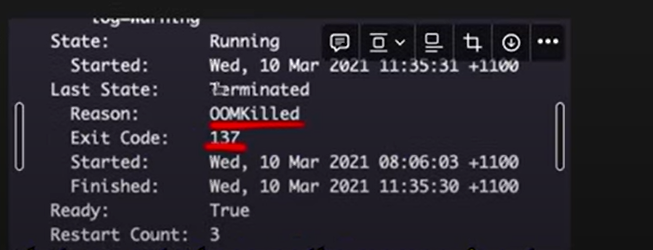 log=warning
State: Running
Started: Wed, 10 Mar 2021 11:35:31 +1100
Last State: Terminated
Reason: OOMKilled
Exit Code: 137
Started: Wed, 10 Mar 2021 08:06:03 +1100
Finished: Wed, 10 Mar 2021 11:35:30 +1100
Ready: True
Restart Count: 3